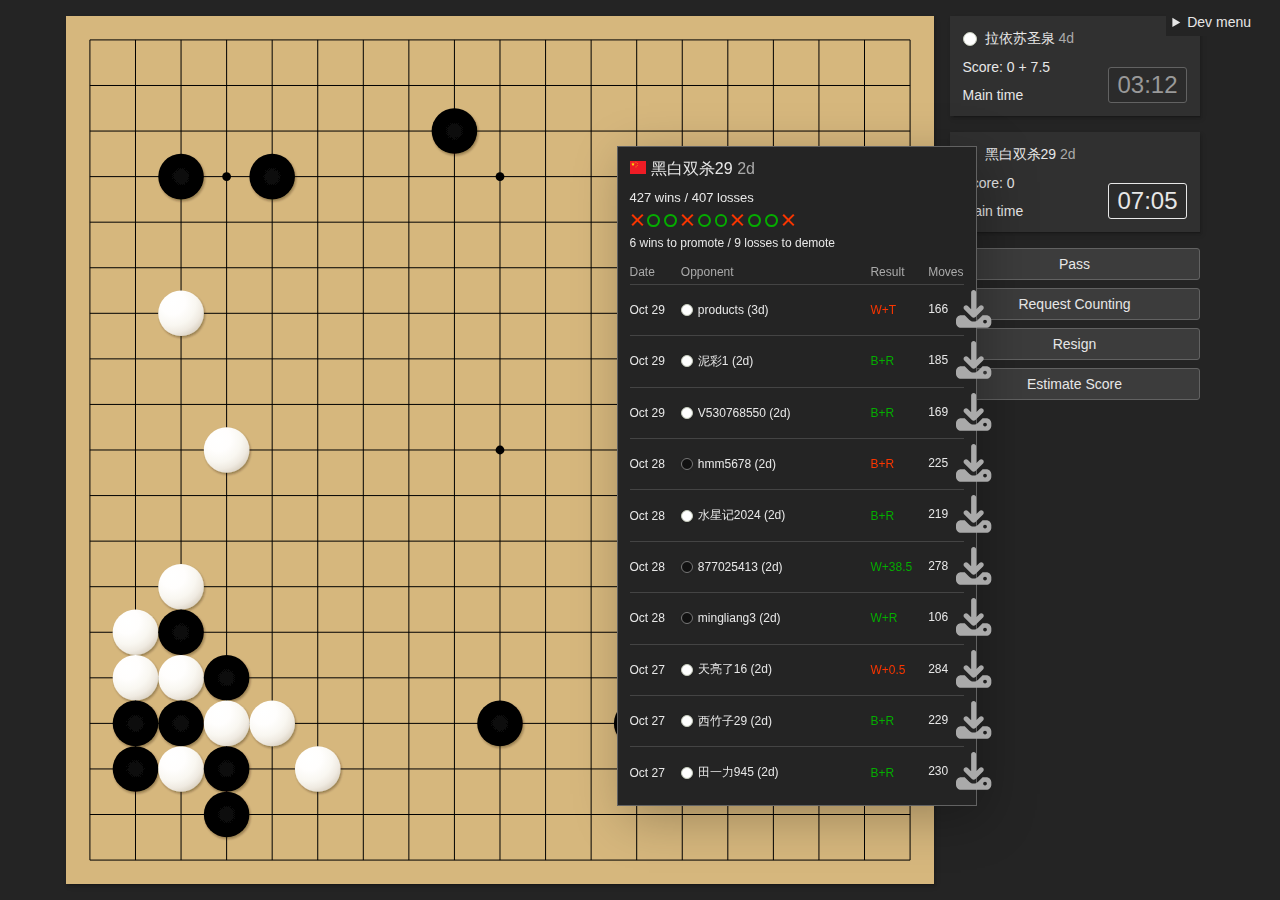 Dev menu
拉依苏圣泉 4d
Score: 0 + 7.5
Main time
03:12
黑白双杀29 2d
core: 0
ain time
07:05
Pass
Request Counting
Resign
Estimate Score
黑白双杀29 2d
427 wins / 407 losses
6 wins to promote / 9 losses to demote
Date Opponent Result Moves
Oct 29 products (3d) W+T 166
Oct 29 泥彩1 (2d) B+R 185
Oct 29 V530768550 (2d) B+R 169
Oct 28 hmm5678 (2d) B+R 225
Oct 28 水星记2024 (2d) B+R 219
Oct 28 877025413 (2d) W+38.5 278
Oct 28 mingliang3 (2d) W+R 106
Oct 27 天亮了16 (2d) W+0.5 284
Oct 27 西竹子29 (2d) B+R 229
Oct 27 田一力945 (2d) B+R 230